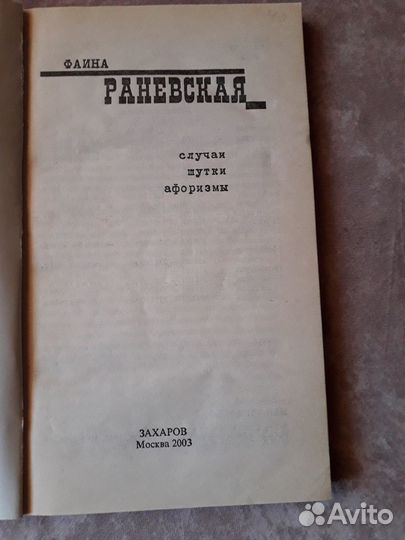 ФАИНА
РАНЕВСКАЯ
случаи
шутки
афоризмы
ЗАХАРОВ
Москва 2003
Avito